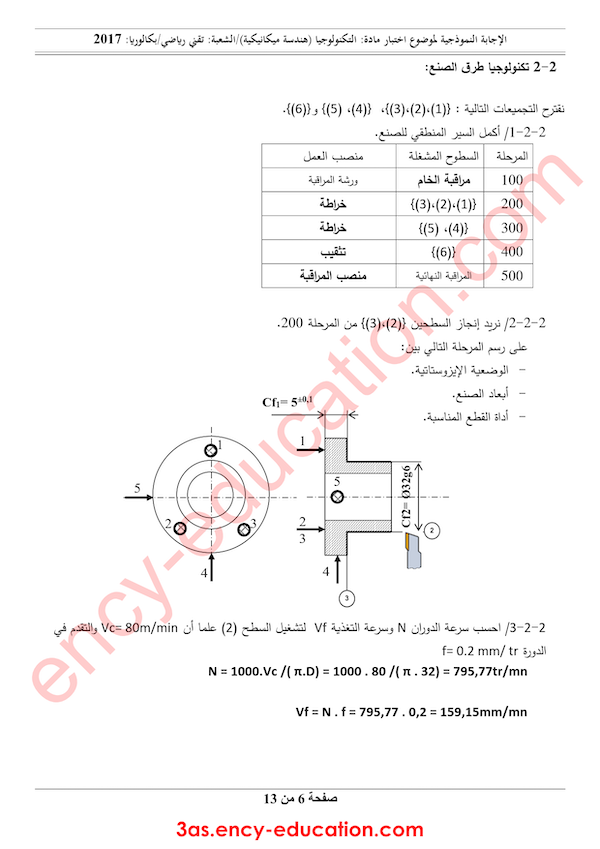 الإجابة النموذجية لموضوع اختبار مادة: التكنولوجيا (هندسة ميكانيكية)/الشعبة: تقني رياضي/بكالوريا: 2017
2-2 تكنولوجيا طرق الصنع:
نقترح التجميعات التالية : {(1)،(2)،(3)}، {(4)، (5)} و{(6)}.
2-2-1/ أكمل السير المنطقي للصنع.
المرحلة السطوح المشغلة منصب العمل
100 مراقبة الخام ورشة المراقبة
200 {(1)،(2)،(3)} خراطة
300 {(4)، (5)} خراطة
400 {(6)} تثقيب
500 المراقبة النهائية منصب المراقبة
2-2-2/ نريد إنجاز السطحين {(2)،(3)} من المرحلة 200.
على رسم المرحلة التالي بين:
- الوضعية الإيزوستاتية.
- أبعاد الصنع.
- أداة القطع المناسبة.
Cf1= 5±0,1
1
1
5
5
2
3
2
3
4
4
Cf2= Ø32g6
2
3
2-2-3/ احسب سرعة الدوران N وسرعة التغذية Vf لتشغيل السطح (2) علما أن Vc= 80m/min والتقدم في
الدورة f= 0.2 mm/ tr
N = 1000.Vc /( π.D) = 1000 . 80 /( π . 32) = 795,77tr/mn
Vf = N . f = 795,77 . 0,2 = 159,15mm/mn
صفحة 6 من 13
3as.ency-education.com
ency-education.com